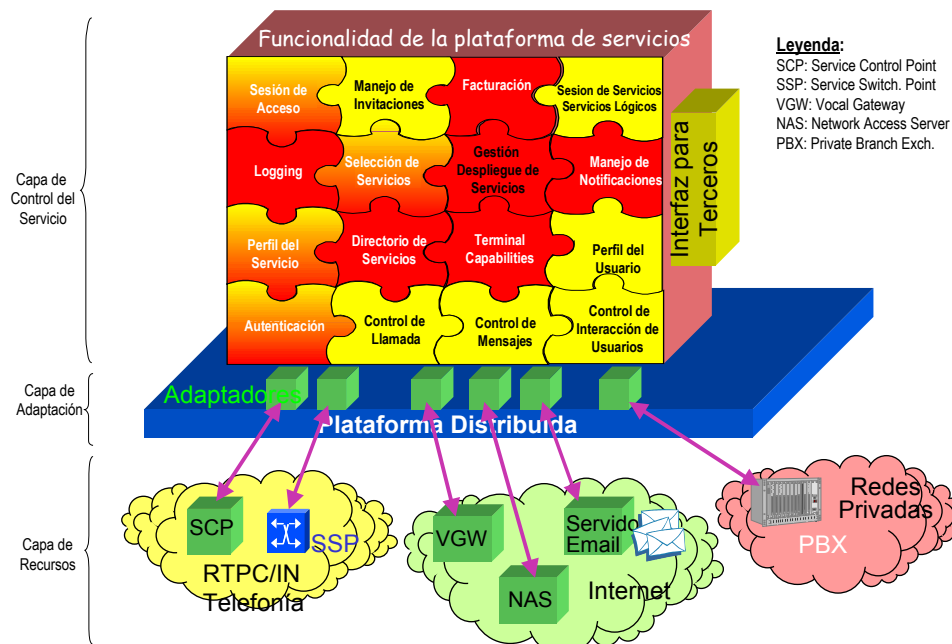 Funcionalidad de la plataforma de servicios
Sesión de
Acceso
Manejo de
Invitaciones
Facturación
Sesion de Servicios
Servicios Lógicos
Logging
Selección de
Servicios
Gestión
Despliegue de
Servicios
Manejo de
Notificaciones
Perfil del
Servicio
Directorio de
Servicios
Terminal
Capabilities
Perfil del
Usuario
Autenticación
Control de
Llamada
Control de
Mensajes
Control de
Interacción de
Usuarios
Interfaz para
Terceros
Leyenda:
SCP: Service Control Point
SSP: Service Switch. Point
VGW: Vocal Gateway
NAS: Network Access Server
PBX: Private Branch Exch.
Capa de
Control del
Servicio
Capa de
Adaptación
Adaptadores
Plataforma Distribuida
Capa de
Recursos
SCP
SSP
RTPC/IN
Telefonía
VGW
Servido
Email
NAS
Internet
Redes
Privadas
PBX